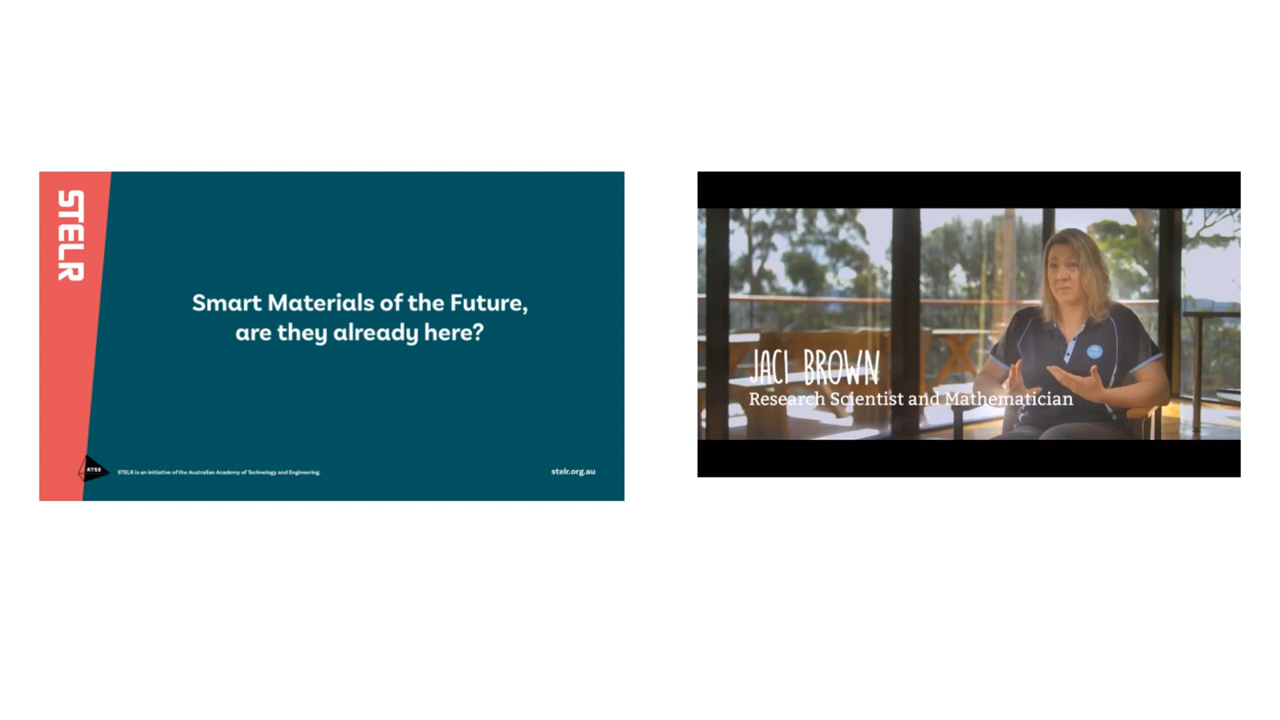 STELR
Smart Materials of the Future,
are they already here?
ATSE
STELR is an initiative of the Australian Academy of Technology and Engineering.
stelr.org.au
JACI BROWN
Research Scientist and Mathematician